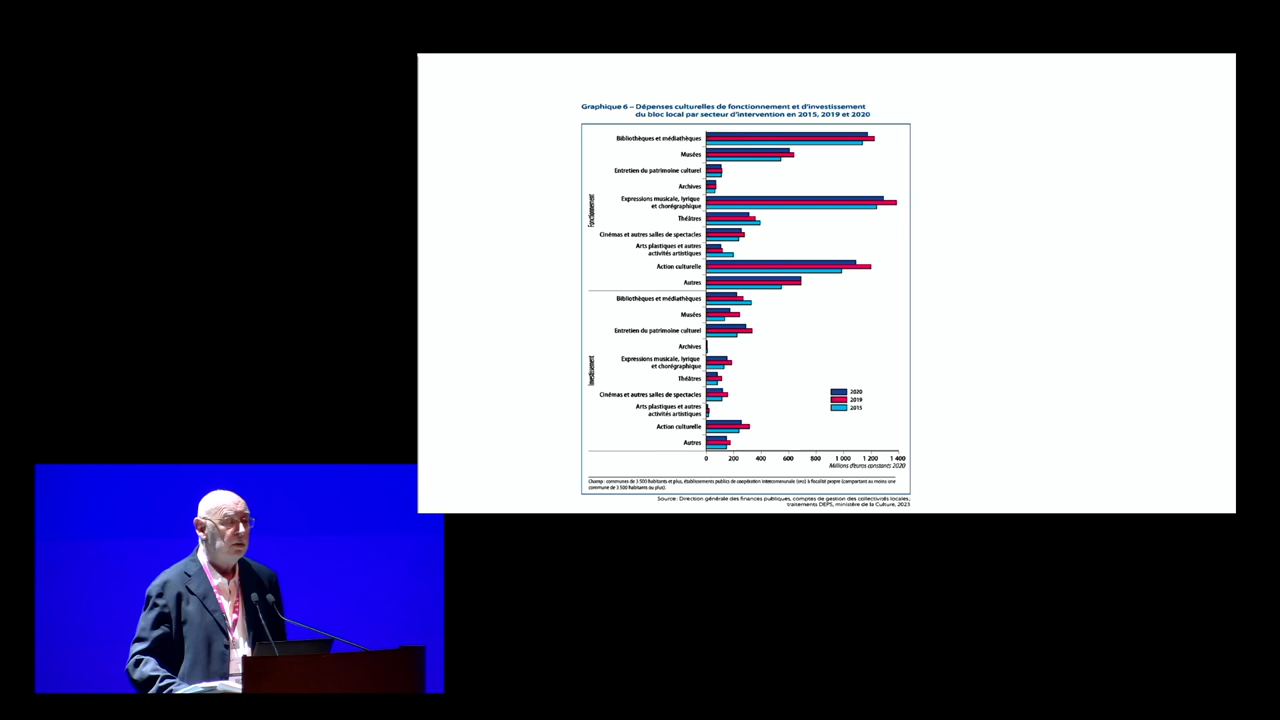 Graphique 6 – Dépenses culturelles de fonctionnement et d'investissement
du bloc local par secteur d'intervention en 2015, 2019 et 2020
Fonctionnement
Bibliothèques et médiathèques
Musées
Entretien du patrimoine culturel
Archives
Expressions musicale, lyrique
et chorégraphique
Théâtres
Cinémas et autres salles de spectacles
Arts plastiques et autres
activités artistiques
Action culturelle
Autres
Investissement
Bibliothèques et médiathèques
Musées
Entretien du patrimoine culturel
Archives
Expressions musicale, lyrique
et chorégraphique
Théâtres
Cinémas et autres salles de spectacles
Arts plastiques et autres
activités artistiques
Action culturelle
Autres
2020
2019
2015
0 200 400 600 800 1 000 1 200 1 400
Millions d'euros constants 2020
Champ : communes de 3 500 habitants et plus, établissements publics de coopération intercommunale (EPCI) à fiscalité propre (comportant au moins une
commune de 3 500 habitants ou plus).
Source : Direction générale des finances publiques, comptes de gestion des collectivités locales;
traitements DEPS, ministère de la Culture, 2023